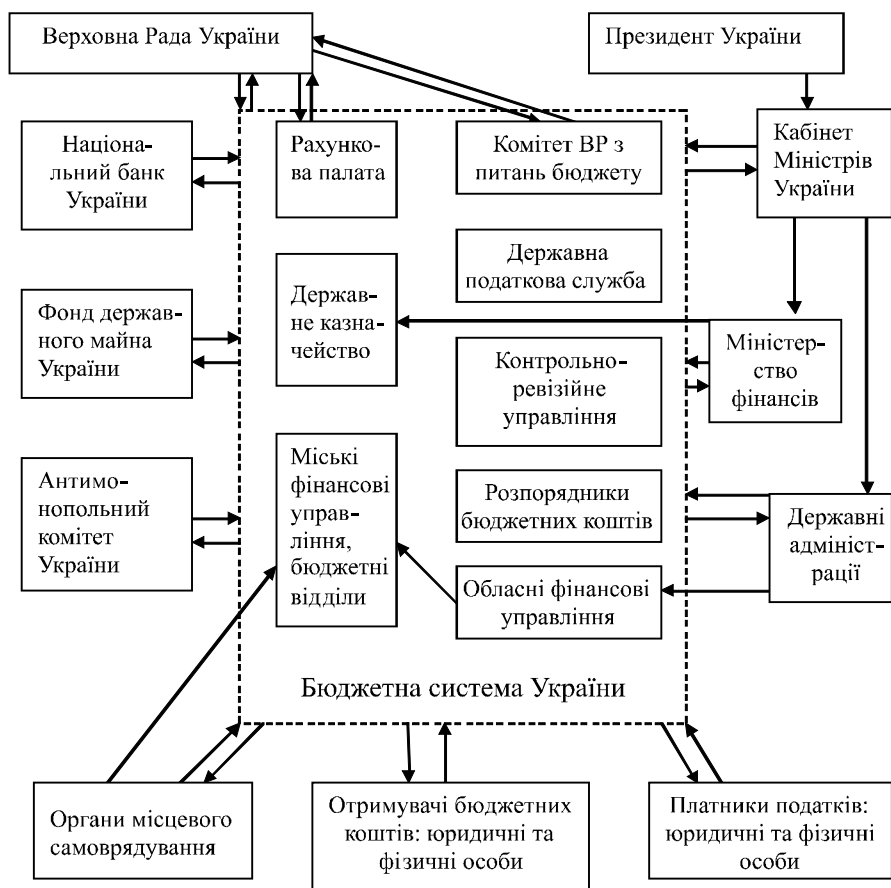 Верховна Рада України
Президент України
Націона-
льний банк
України
Рахунко-
ва палата
Комітет ВР з
питань бюджету
Кабінет
Міністрів
України
Державна
податкова служба
Фонд держав-
ного майна
України
Держав-
не казна-
чейство
Контрольно-
ревізійне
управління
Міністер-
ство
фінансів
Антимо-
нопольний
комітет
України
Міські
фінансові
управ-
ління,
бюджетні
відділи
Розпорядники
бюджетних коштів
Державні
адмініст-
рації
Обласні фінансові
управління
Бюджетна система України
Органи місцевого
самоврядування
Отримувачі бюджетних
коштів: юридичні та
фізичні особи
Платники податків:
юридичні та фізичні
особи